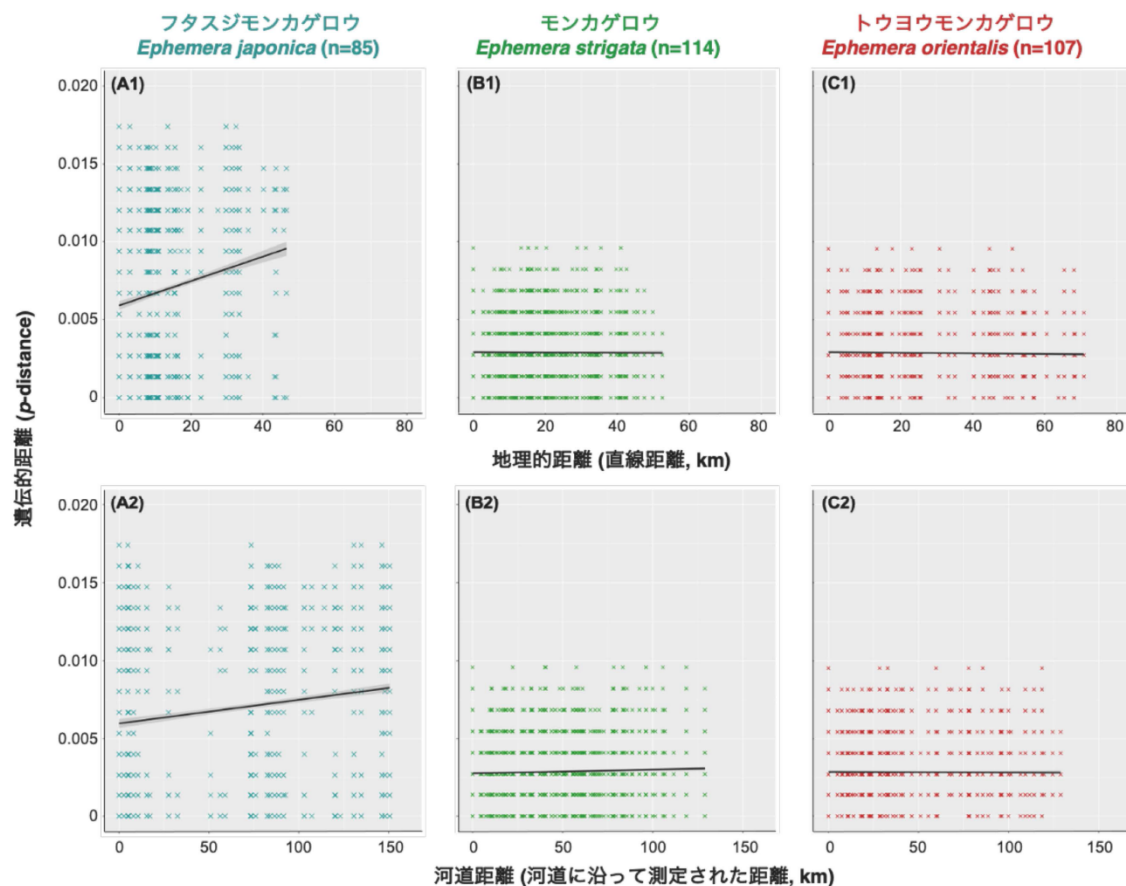 フタスジモンカゲロウ
Ephemera japonica (n=85)
モンカゲロウ
Ephemera strigata (n=114)
トウヨウモンカゲロウ
Ephemera orientalis (n=107)
(A1)
(B1)
(C1)
0.020
0.015
0.010
0.005
0
0 20 40 60 80
0 20 40 60 80
0 20 40 60 80
地理的距離 (直線距離, km)
遺伝的距離 (p-distance)
(A2)
(B2)
(C2)
0.020
0.015
0.010
0.005
0
0 50 100 150
0 50 100 150
0 50 100 150
河道距離 (河道に沿って測定された距離, km)